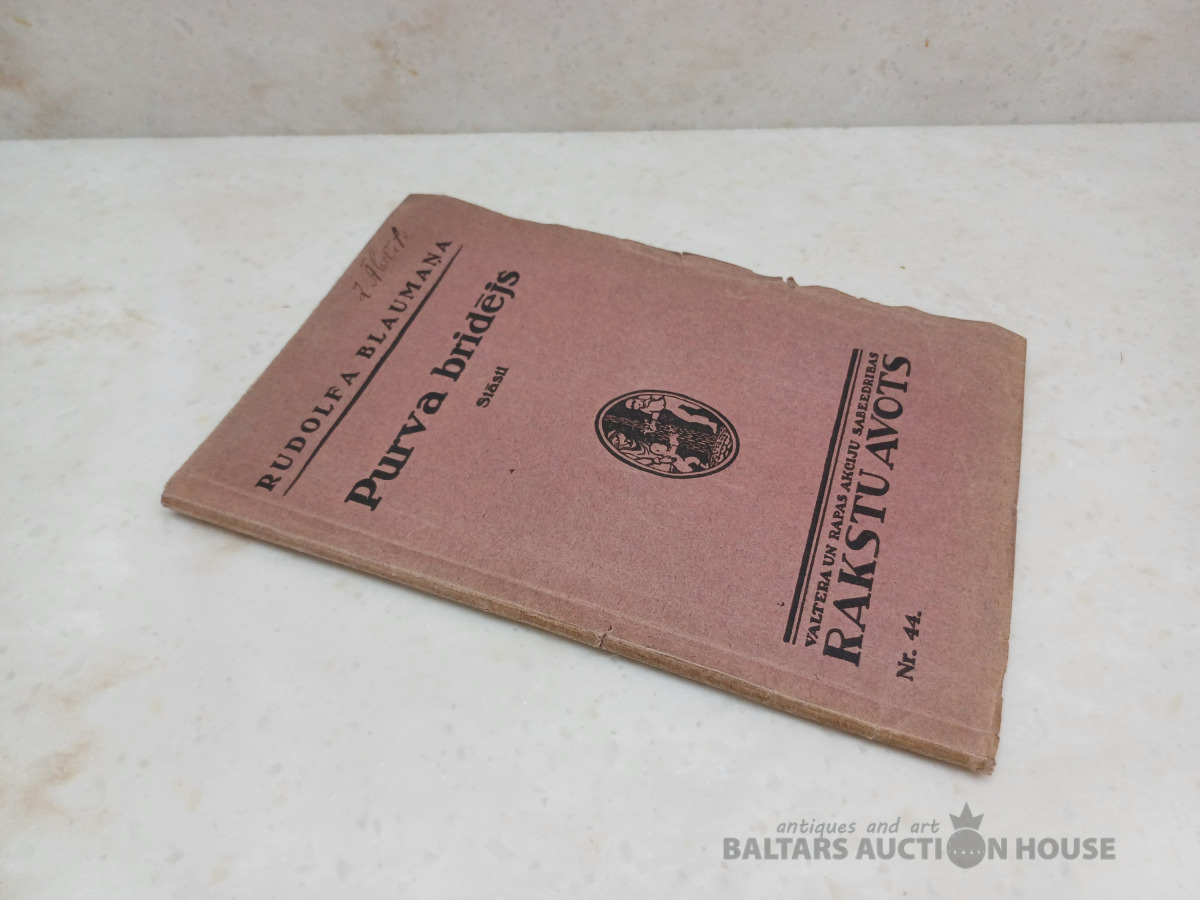 RUDOLFA BLAUMAŅA
Purva bridējs
Stāsti
VALTERA UN RAPAS AKCIJU SABEEDRIBAS
RAKSTU AVOTS
Nr. 44.
antiques and art
BALTARS AUCTION HOUSE